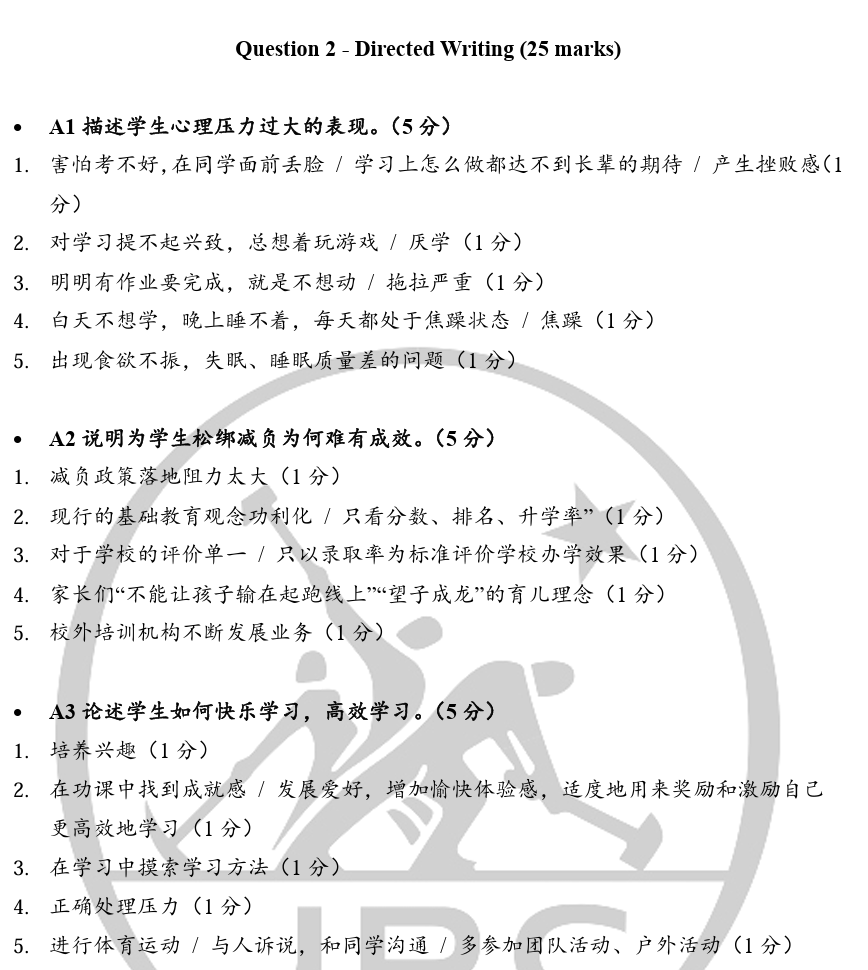 Question 2 - Directed Writing (25 marks)
• A1 描述学生心理压力过大的表现。（5 分）
1. 害怕考不好,在同学面前丢脸 / 学习上怎么做都达不到长辈的期待 / 产生挫败感（1
分）
2. 对学习提不起兴致，总想着玩游戏 / 厌学（1 分）
3. 明明有作业要完成，就是不想动 / 拖拉严重（1 分）
4. 白天不想学，晚上睡不着，每天都处于焦躁状态 / 焦躁（1 分）
5. 出现食欲不振，失眠、睡眠质量差的问题（1 分）
• A2 说明为学生松绑减负为何难有成效。（5 分）
1. 减负政策落地阻力太大（1 分）
2. 现行的基础教育观念功利化 / 只看分数、排名、升学率”（1 分）
3. 对于学校的评价单一 / 只以录取率为标准评价学校办学效果（1 分）
4. 家长们“不能让孩子输在起跑线上”“望子成龙”的育儿理念（1 分）
5. 校外培训机构不断发展业务（1 分）
• A3 论述学生如何快乐学习，高效学习。（5 分）
1. 培养兴趣（1 分）
2. 在功课中找到成就感 / 发展爱好，增加愉快体验感，适度地用来奖励和激励自己
更高效地学习（1 分）
3. 在学习中摸索学习方法（1 分）
4. 正确处理压力（1 分）
5. 进行体育运动 / 与人诉说，和同学沟通 / 多参加团队活动、户外活动（1 分）